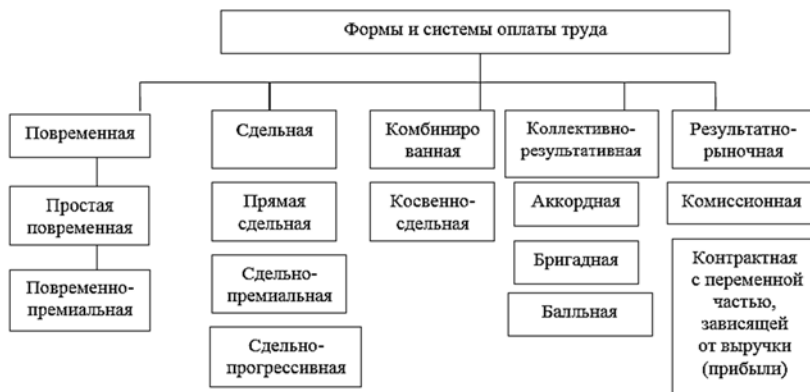 Формы и системы оплаты труда
Повременная
Простая
повременная
Повременно-
премиальная
Сдельная
Прямая
сдельная
Сдельно-
премиальная
Сдельно-
прогрессивная
Комбиниро
ванная
Косвенно-
сдельная
Коллективно-
результативная
Аккордная
Бригадная
Балльная
Результатно-
рыночная
Комиссионная
Контрактная
с переменной
частью,
зависящей
от выручки
(прибыли)